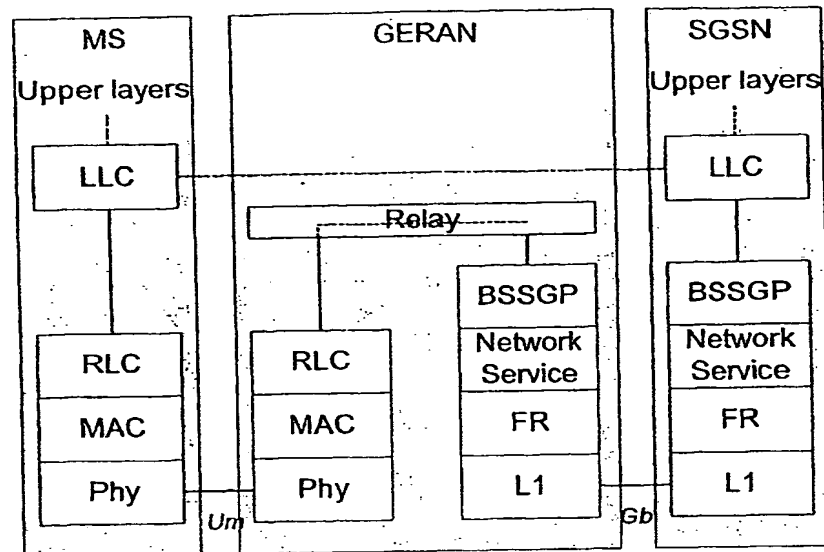 MS
GERAN
SGSN
Upper layers
Upper layers
LLC
LLC
Relay
BSSGP
BSSGP
RLC
RLC
Network
Service
Network
Service
MAC
MAC
FR
FR
Phy
Phy
L1
L1
Um
Gb